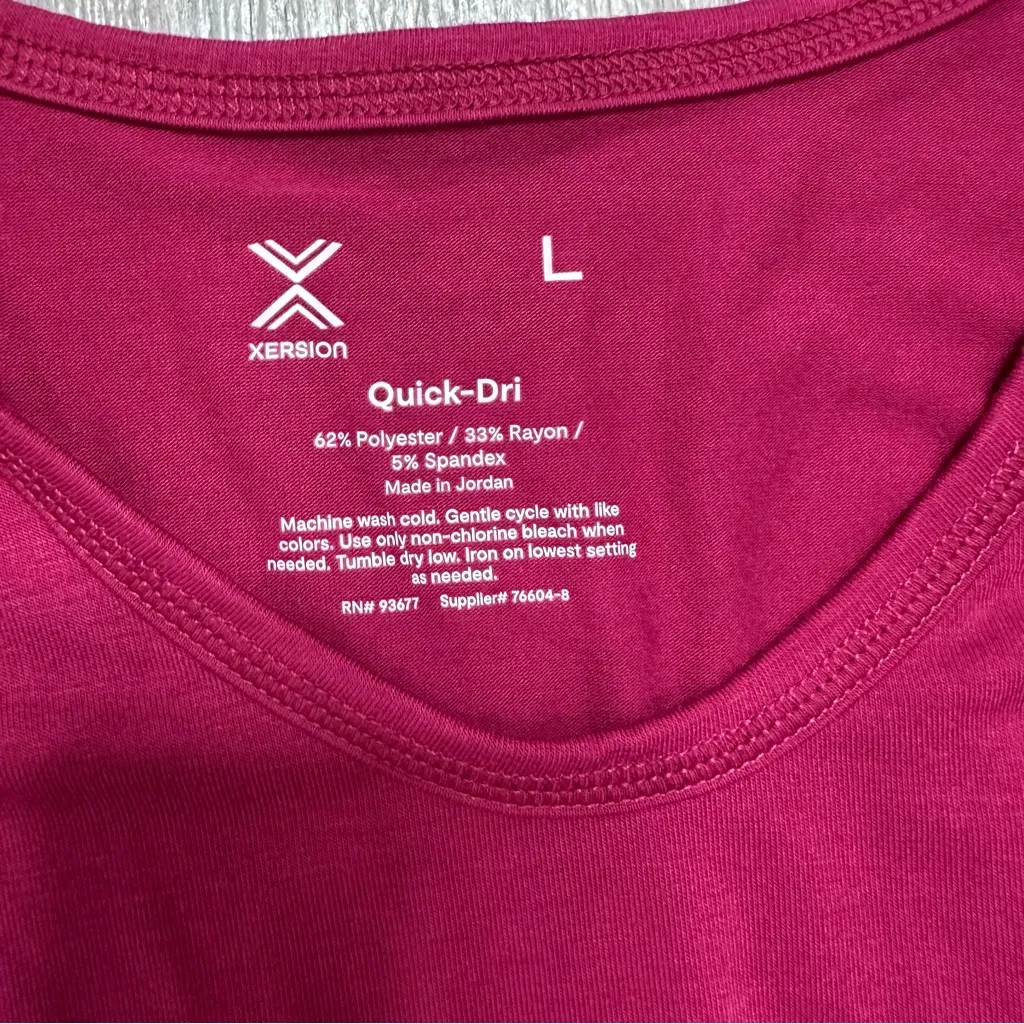 L
XERSION
Quick-Dri
62% Polyester / 33% Rayon /
5% Spandex
Made in Jordan
Machine wash cold. Gentle cycle with like
colors. Use only non-chlorine bleach when
needed. Tumble dry low. Iron on lowest setting
as needed.
RN# 93677 Supplier# 76604-8